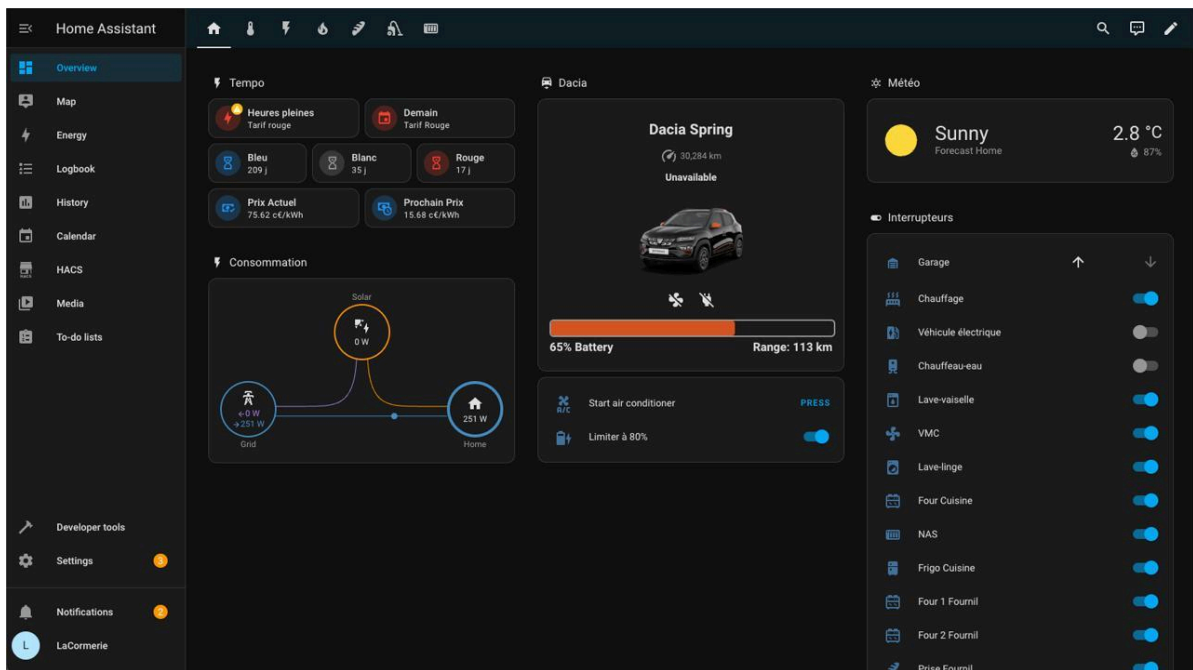 Home Assistant
Overview
Map
Energy
Logbook
History
Calendar
HACS
HACS
Media
To-do lists
Developer tools
Settings 3
Notifications 2
L LaCormerie
Tempo
Heures pleines
Tarif rouge
Demain
Tarif Rouge
Bleu
209 j
Blanc
35 j
Rouge
17 j
Prix Actuel
75.62 c€/kWh
Prochain Prix
15.68 c€/kWh
Consommation
Solar
0 W
←0 W
→251 W
Grid
251 W
Home
Dacia
Dacia Spring
30,284 km
Unavailable
65% Battery Range: 113 km
A/C Start air conditioner PRESS
Limiter à 80%
Météo
Sunny
Forecast Home
2.8 °C
87%
Interrupteurs
Garage
Chauffage
Véhicule électrique
Chauffeau-eau
Lave-vaiselle
VMC
Lave-linge
Four Cuisine
NAS
Frigo Cuisine
Four 1 Fournil
Four 2 Fournil
Prise Fournil